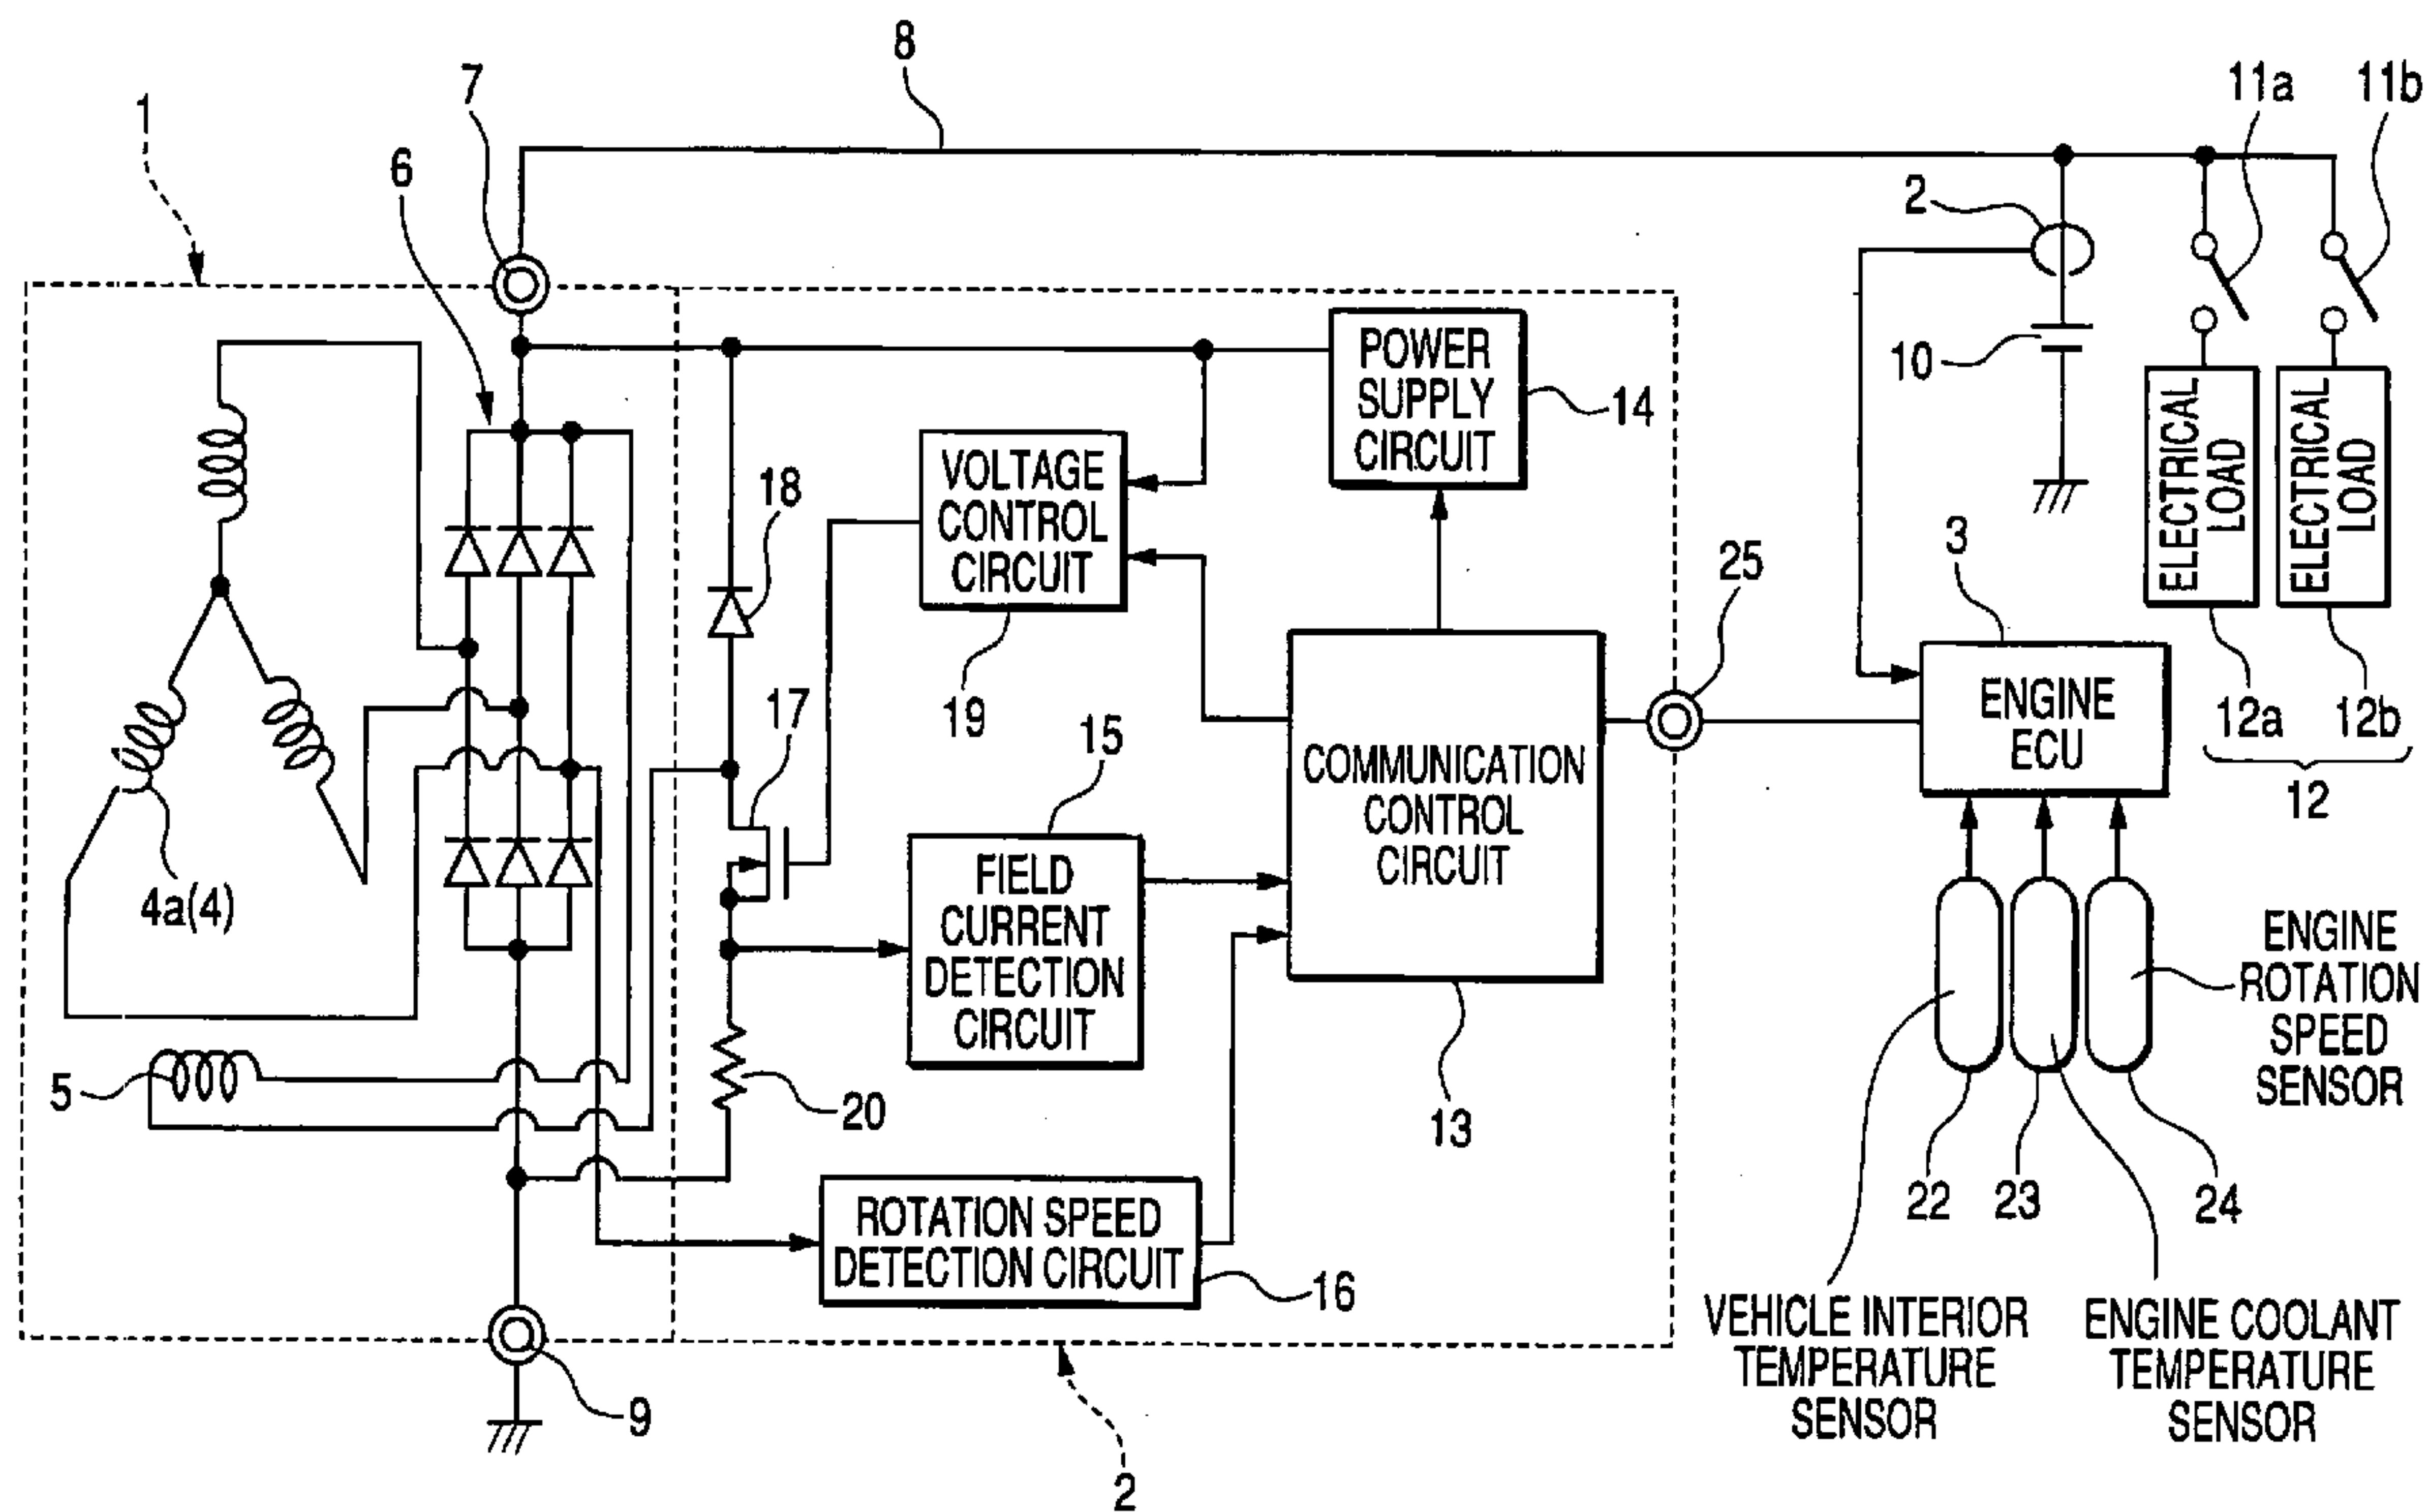 8
7
1
6
11a
11b
2
POWER
SUPPLY
CIRCUIT
14
10
VOLTAGE
CONTROL
CIRCUIT
18
19
ELECTRICAL
LOAD
ELECTRICAL
LOAD
3
25
17
15
ENGINE
ECU
12a
12b
12
COMMUNICATION
CONTROL
CIRCUIT
4a(4)
FIELD
CURRENT
DETECTION
CIRCUIT
ENGINE
ROTATION
SPEED
SENSOR
5
20
13
22
23
24
ROTATION SPEED
DETECTION CIRCUIT
16
VEHICLE INTERIOR
TEMPERATURE
SENSOR
ENGINE COOLANT
TEMPERATURE
SENSOR
9
2